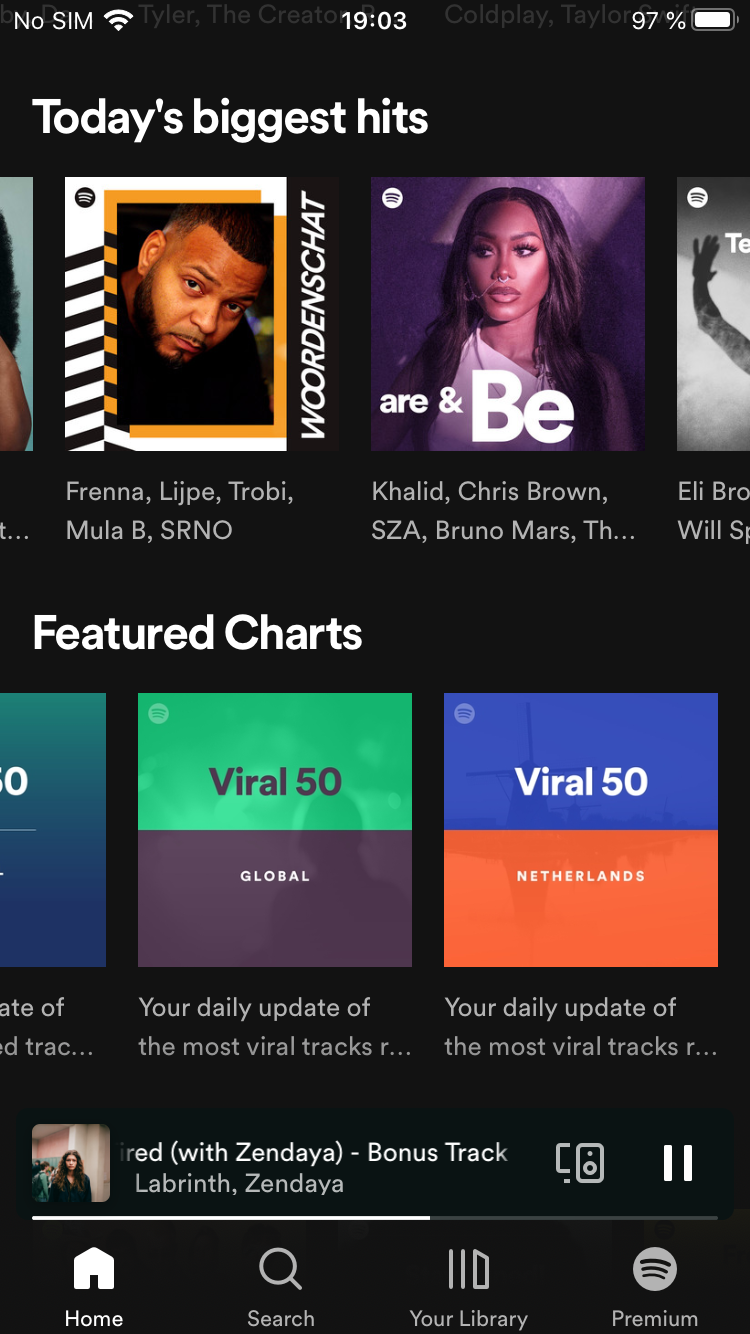 Tyler, The Creator,
Coldplay, Taylor Swift
No SIM 19:03 97 %
Today's biggest hits
WOORDENSCHAT
are & Be
Te
Frenna, Lijpe, Trobi,
Mula B, SRNO
Khalid, Chris Brown,
SZA, Bruno Mars, Th...
Eli Bro
Will Sp
t...
Featured Charts
50
Viral 50
GLOBAL
Viral 50
NETHERLANDS
ate of
ed trac...
Your daily update of
the most viral tracks r...
Your daily update of
the most viral tracks r...
ired (with Zendaya) - Bonus Track
Labrinth, Zendaya
Home
Search
Your Library
Premium